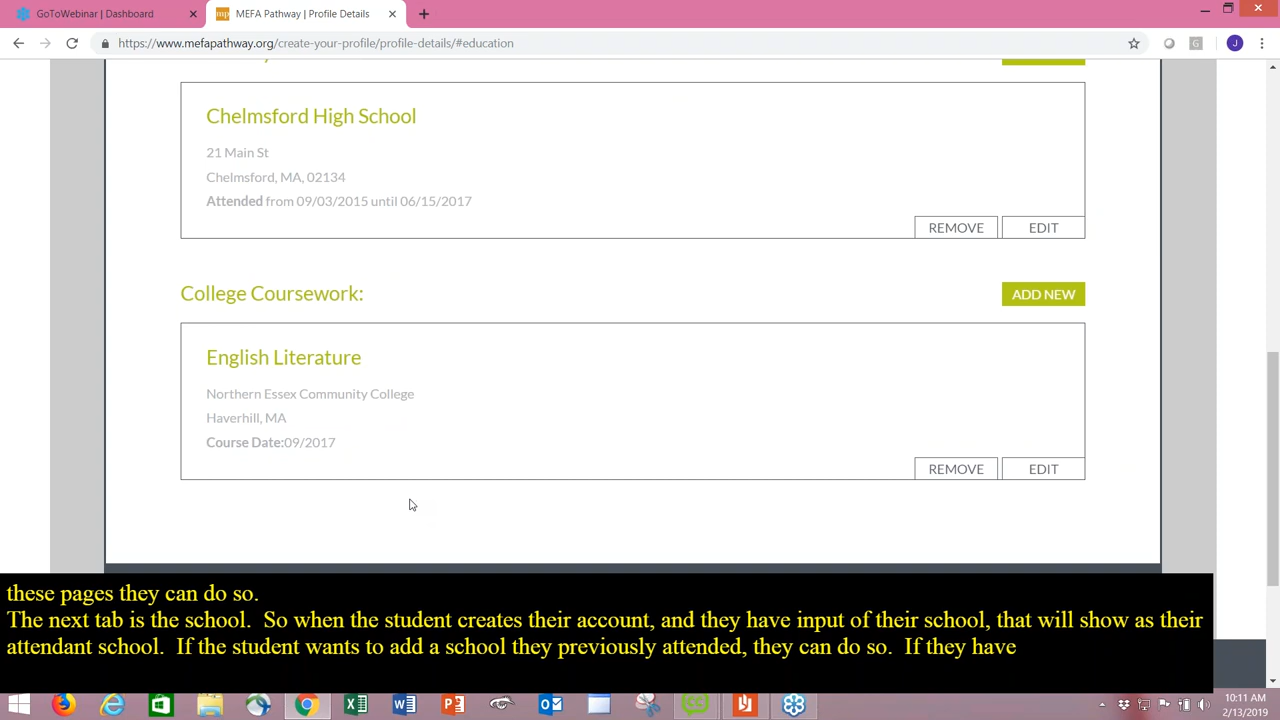 GoToWebinar | Dashboard
MEFA Pathway | Profile Details
https://www.mefapathway.org/create-your-profile/profile-details/#education
Chelmsford High School
21 Main St
Chelmsford, MA, 02134
Attended from 09/03/2015 until 06/15/2017
REMOVE EDIT
College Coursework: ADD NEW
English Literature
Northern Essex Community College
Haverhill, MA
Course Date:09/2017
REMOVE EDIT
these pages they can do so.
The next tab is the school. So when the student creates their account, and they have input of their school, that will show as their
attendant school. If the student wants to add a school they previously attended, they can do so. If they have
10:11 AM
2/13/2019